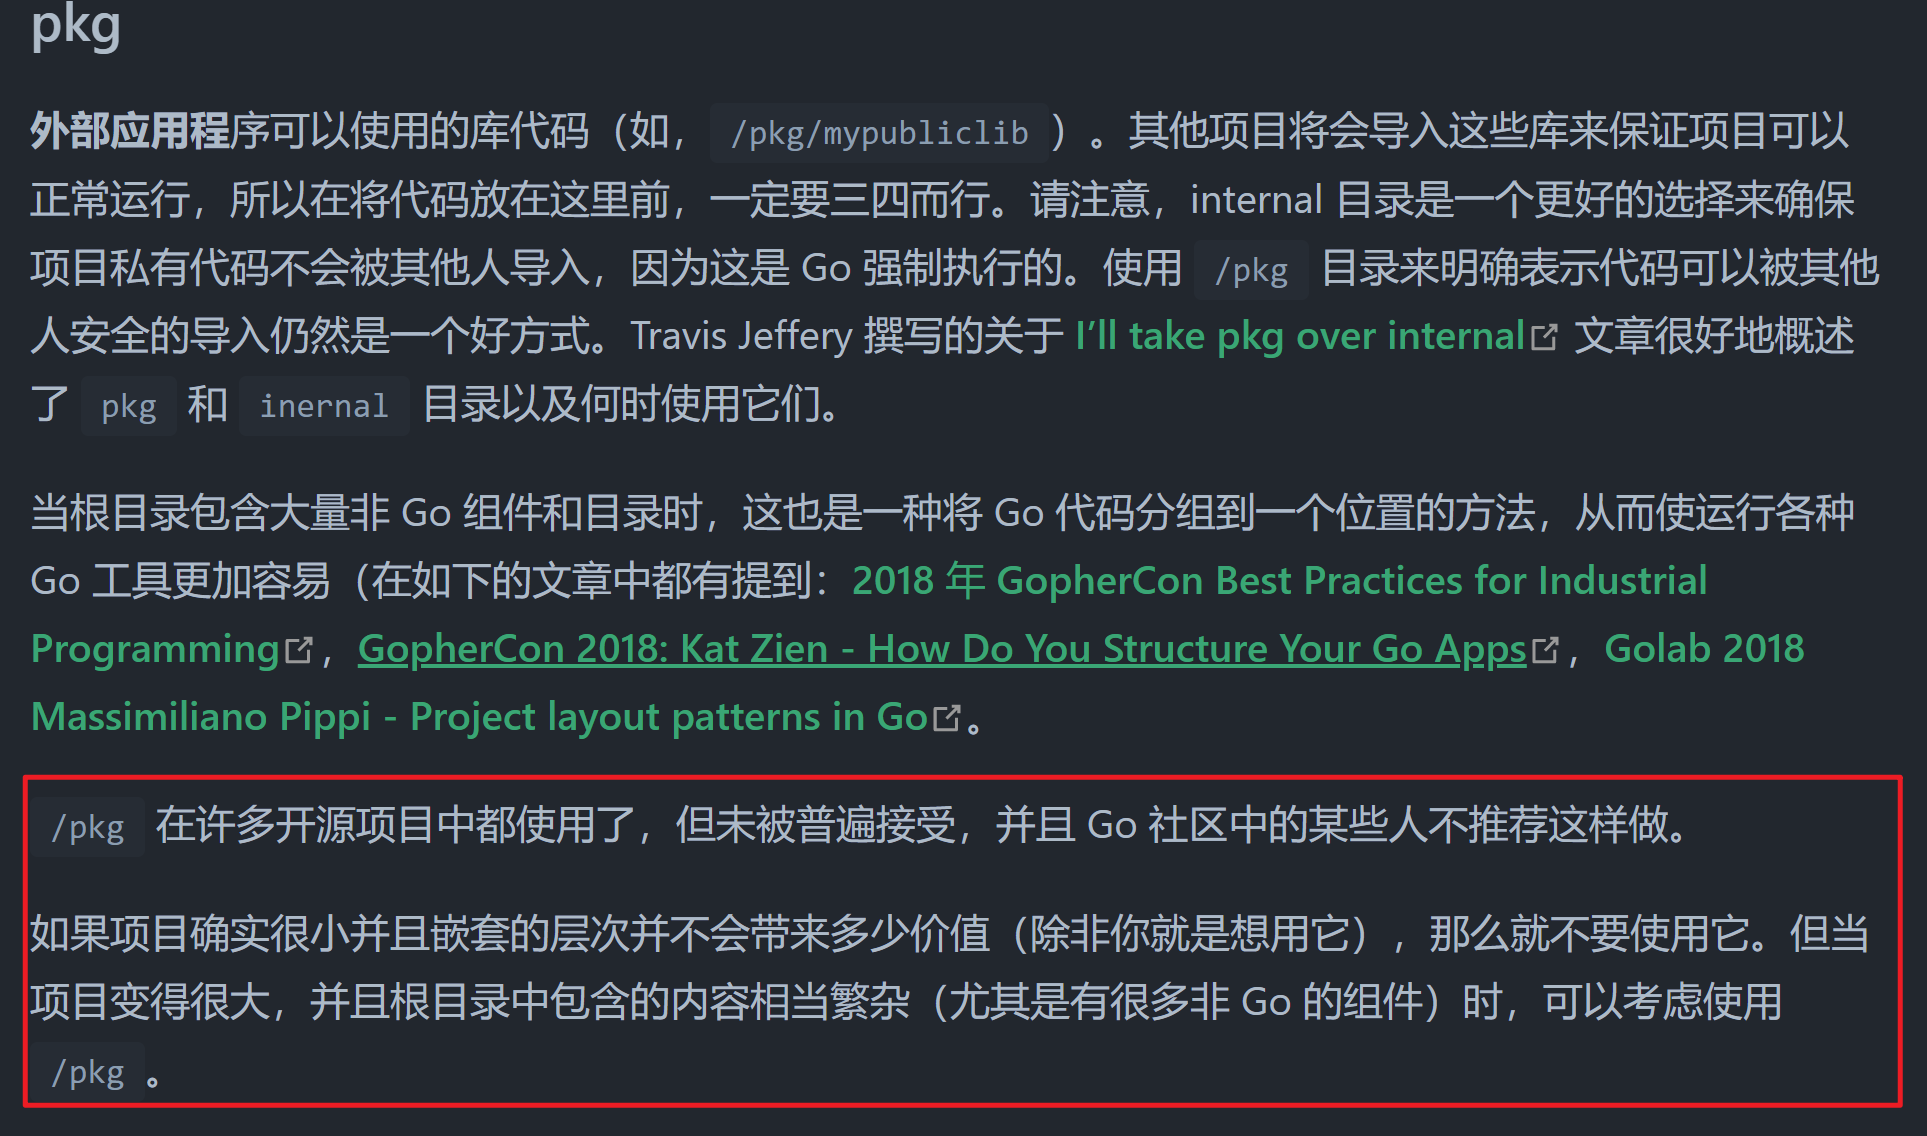 pkg
外部应用程序可以使用的库代码（如， /pkg/mypubliclib ）。其他项目将会导入这些库来保证项目可以
正常运行，所以在将代码放在这里前，一定要三四而行。请注意，internal 目录是一个更好的选择来确保
项目私有代码不会被其他人导入，因为这是 Go 强制执行的。使用 /pkg 目录来明确表示代码可以被其他
人安全的导入仍然是一个好方式。Travis Jeffery 撰写的关于 I’ll take pkg over internal 文章很好地概述
了 pkg 和 inernal 目录以及何时使用它们。
当根目录包含大量非 Go 组件和目录时，这也是一种将 Go 代码分组到一个位置的方法，从而使运行各种
Go 工具更加容易（在如下的文章中都有提到：2018 年 GopherCon Best Practices for Industrial
Programming，GopherCon 2018: Kat Zien - How Do You Structure Your Go Apps，Golab 2018
Massimiliano Pippi - Project layout patterns in Go。
/pkg 在许多开源项目中都使用了，但未被普遍接受，并且 Go 社区中的某些人不推荐这样做。
如果项目确实很小并且嵌套的层次并不会带来多少价值（除非你就是想用它），那么就不要使用它。但当
项目变得很大，并且根目录中包含的内容相当繁杂（尤其是有很多非 Go 的组件）时，可以考虑使用
/pkg 。